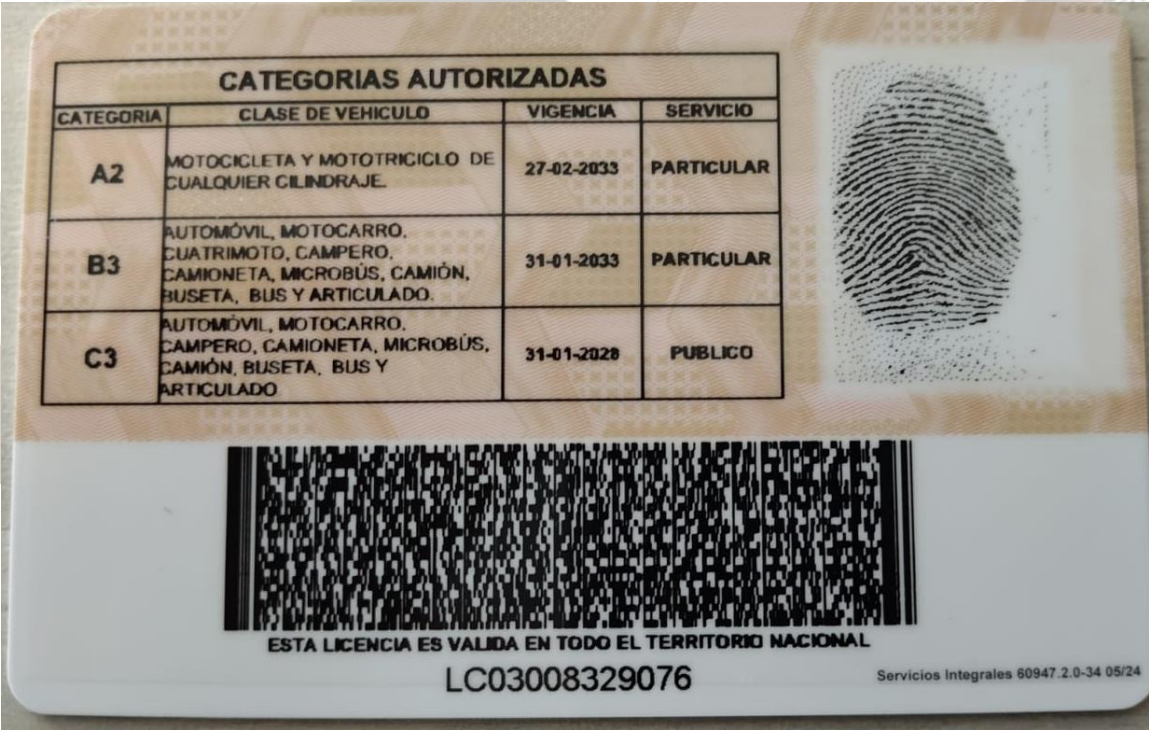 CATEGORIAS AUTORIZADAS
CATEGORIA CLASE DE VEHICULO VIGENCIA SERVICIO
A2
MOTOCICLETA Y MOTOTRICICLO DE
CUALQUIER CILINDRAJE.
27-02-2033 PARTICULAR
B3
AUTOMÓVIL, MOTOCARRO,
CUATRIMOTO, CAMPERO,
CAMIONETA, MICROBÚS, CAMIÓN,
BUSETA, BUS Y ARTICULADO.
31-01-2033 PARTICULAR
C3
AUTOMÓVIL, MOTOCARRO,
CAMPERO, CAMIONETA, MICROBÚS,
CAMIÓN, BUSETA, BUS Y
ARTICULADO
31-01-2028 PUBLICO
ESTA LICENCIA ES VALIDA EN TODO EL TERRITORIO NACIONAL
LC03008329076
Servicios Integrales 60947.2.0-34 05/24